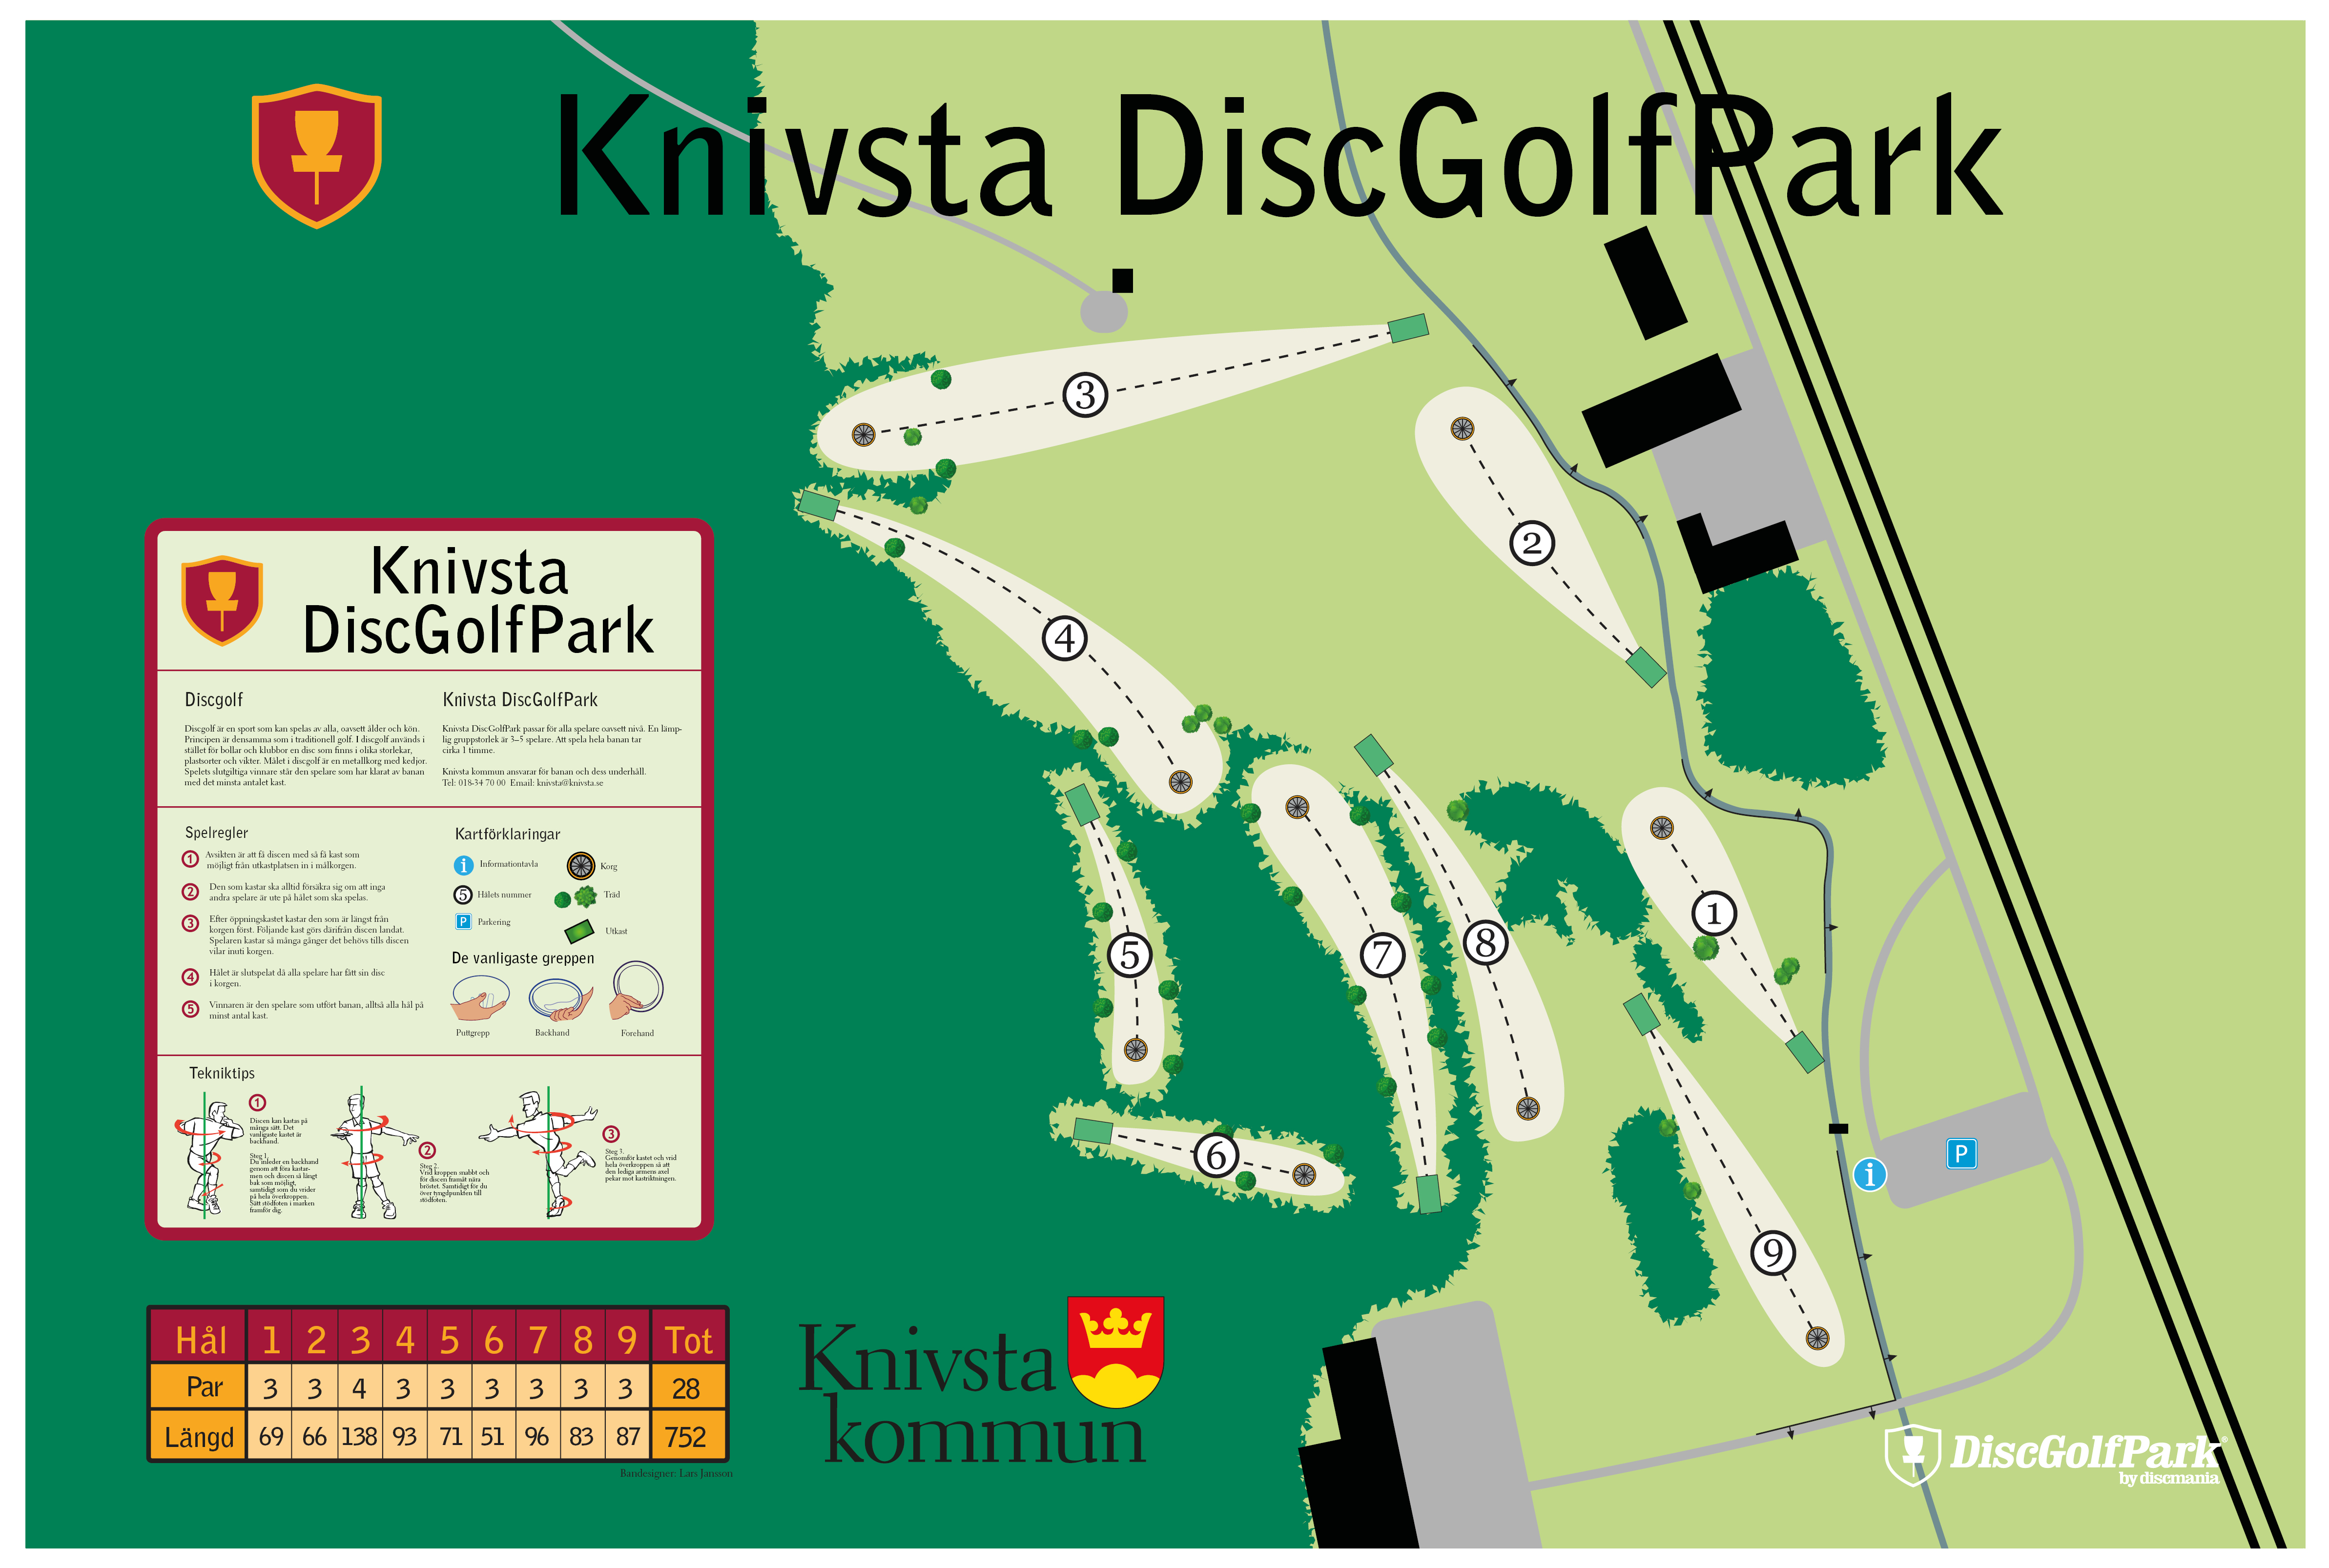 Knivsta DiscGolfPark
Knivsta
DiscGolfPark
Discgolf
Discgolf är en sport som kan spelas av alla, oavsett ålder och kön.
Principen är densamma som i traditionell golf. I discgolf används i
stället för bollar och klubbor en disc som finns i olika storlekar,
plastsorter och vikter. Målet i discgolf är en metallkorg med kedjor.
Spelets slutgiltiga vinnare står den spelare som har klarat av banan
med det minsta antalet kast.
Knivsta DiscGolfPark
Knivsta DiscGolfPark passar för alla spelare oavsett nivå. En lämp-
lig gruppstorlek är 3–5 spelare. Att spela hela banan tar
cirka 1 timme.
Knivsta kommun ansvarar för banan och dess underhåll.
Tel: 018-34 70 00 Email: knivsta@knivsta.se
Spelregler
1 Avsikten är att få discen med så få kast som
möjligt från utkastplatsen in i målkorgen.
2 Den som kastar ska alltid försäkra sig om att inga
andra spelare är ute på hålet som ska spelas.
3 Efter öppningskastet kastar den som är längst från
korgen först. Följande kast görs därifrån discen landat.
Spelaren kastar så många gånger det behövs tills discen
vilar inuti korgen.
4 Hålet är slutspelat då alla spelare har fått sin disc
i korgen.
5 Vinnaren är den spelare som utfört banan, alltså alla hål på
minst antal kast.
Kartförklaringar
i Informationtavla
Korg
5 Hålets nummer
Träd
P Parkering
Utkast
De vanligaste greppen
Puttgrepp Backhand Forehand
Tekniktips
1
Discen kan kastas på
många sätt. Det
vanligaste kastet är
backhand.
Steg 1.
Du inleder en backhand
genom att föra kastar-
men och discen så långt
bak som möjligt,
samtidigt som du vrider
på hela överkroppen.
Sätt stödfoten i marken
framför dig.
2
Steg 2.
Vrid kroppen snabbt och
för discen framåt nära
bröstet. Samtidigt för du
över tyngdpunkten till
stödfoten.
3
Steg 3.
Genomför kastet och vrid
hela överkroppen så att
den lediga armens axel
pekar mot kastriktningen.
Hål 1 2 3 4 5 6 7 8 9 Tot
Par 3 3 4 3 3 3 3 3 3 28
Längd 69 66 138 93 71 51 96 83 87 752
Bandesigner: Lars Jansson
Knivsta
kommun
3
2
4
1
8
7
5
6
9
i
P
DiscGolfPark®
by discmania